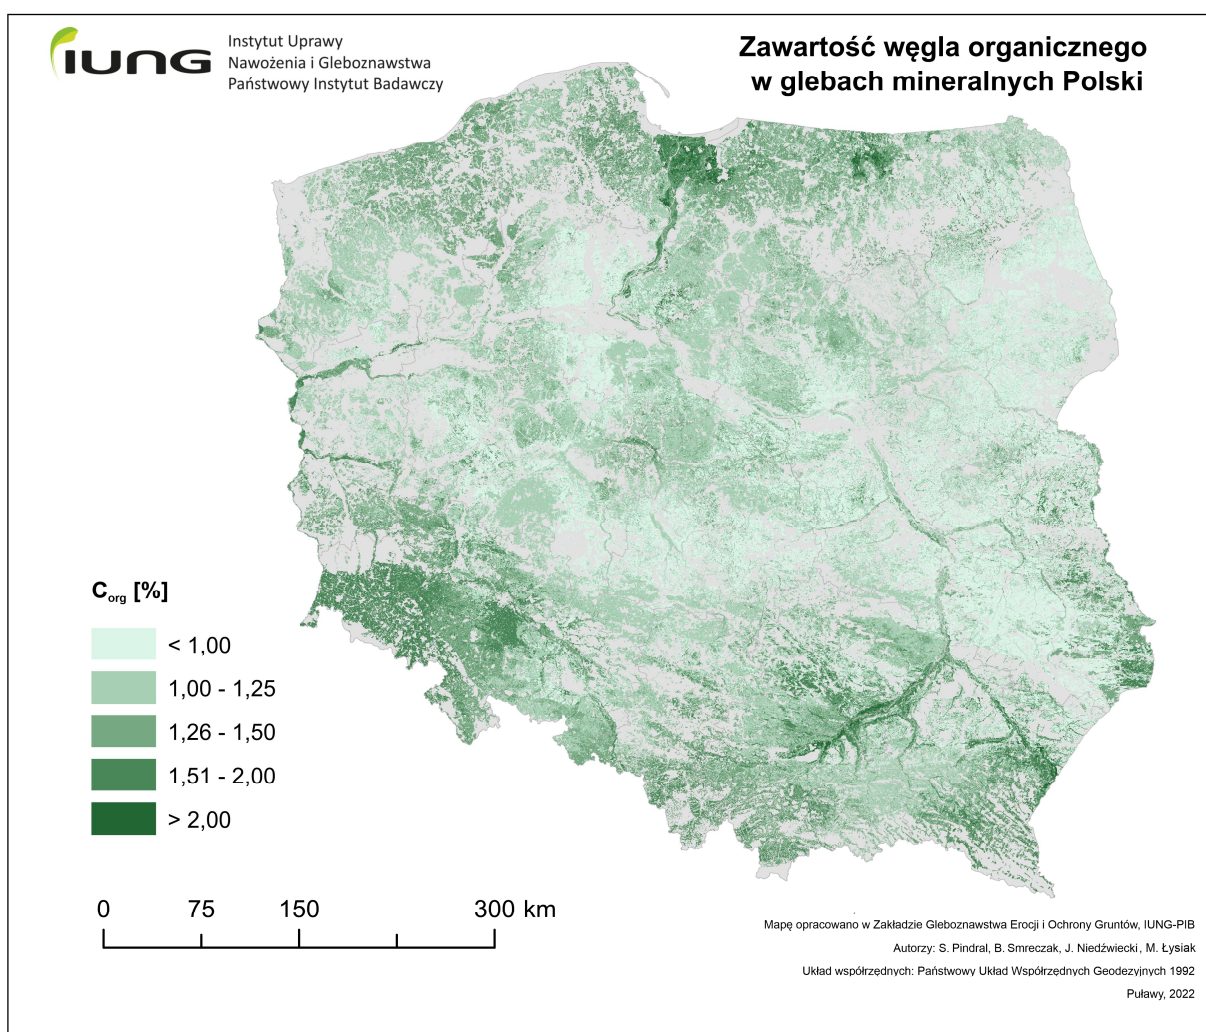 IUNG
Instytut Uprawy
Nawożenia i Gleboznawstwa
Państwowy Instytut Badawczy
Zawartość węgla organicznego
w glebach mineralnych Polski
Corg [%]
< 1,00
1,00 - 1,25
1,26 - 1,50
1,51 - 2,00
> 2,00
0 75 150 300 km
Mapę opracowano w Zakładzie Gleboznawstwa Erocji i Ochrony Gruntów, IUNG-PIB
Autorzy: S. Pindral, B. Smreczak, J. Niedźwiecki, M. Łysiak
Układ współrzędnych: Państwowy Układ Współrzędnych Geodezyjnych 1992
Puławy, 2022